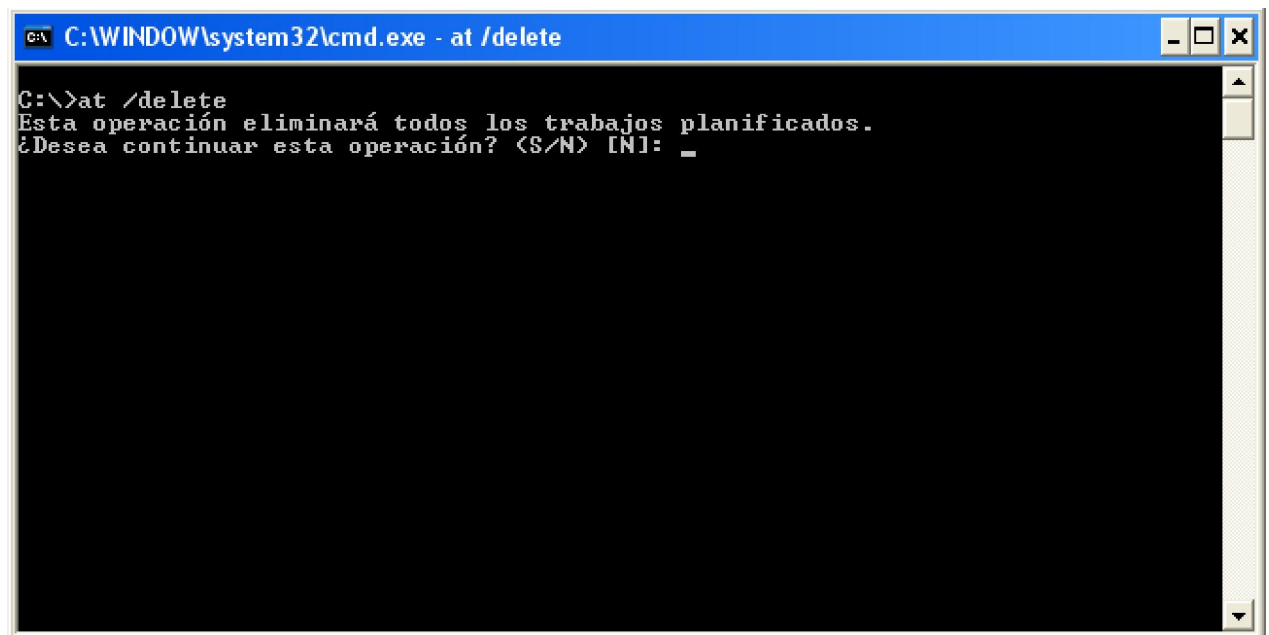 C:\WINDOW\system32\cmd.exe - at /delete
C:\>at /delete
Esta operación eliminará todos los trabajos planificados.
¿Desea continuar esta operación? (S/N) [N]: _